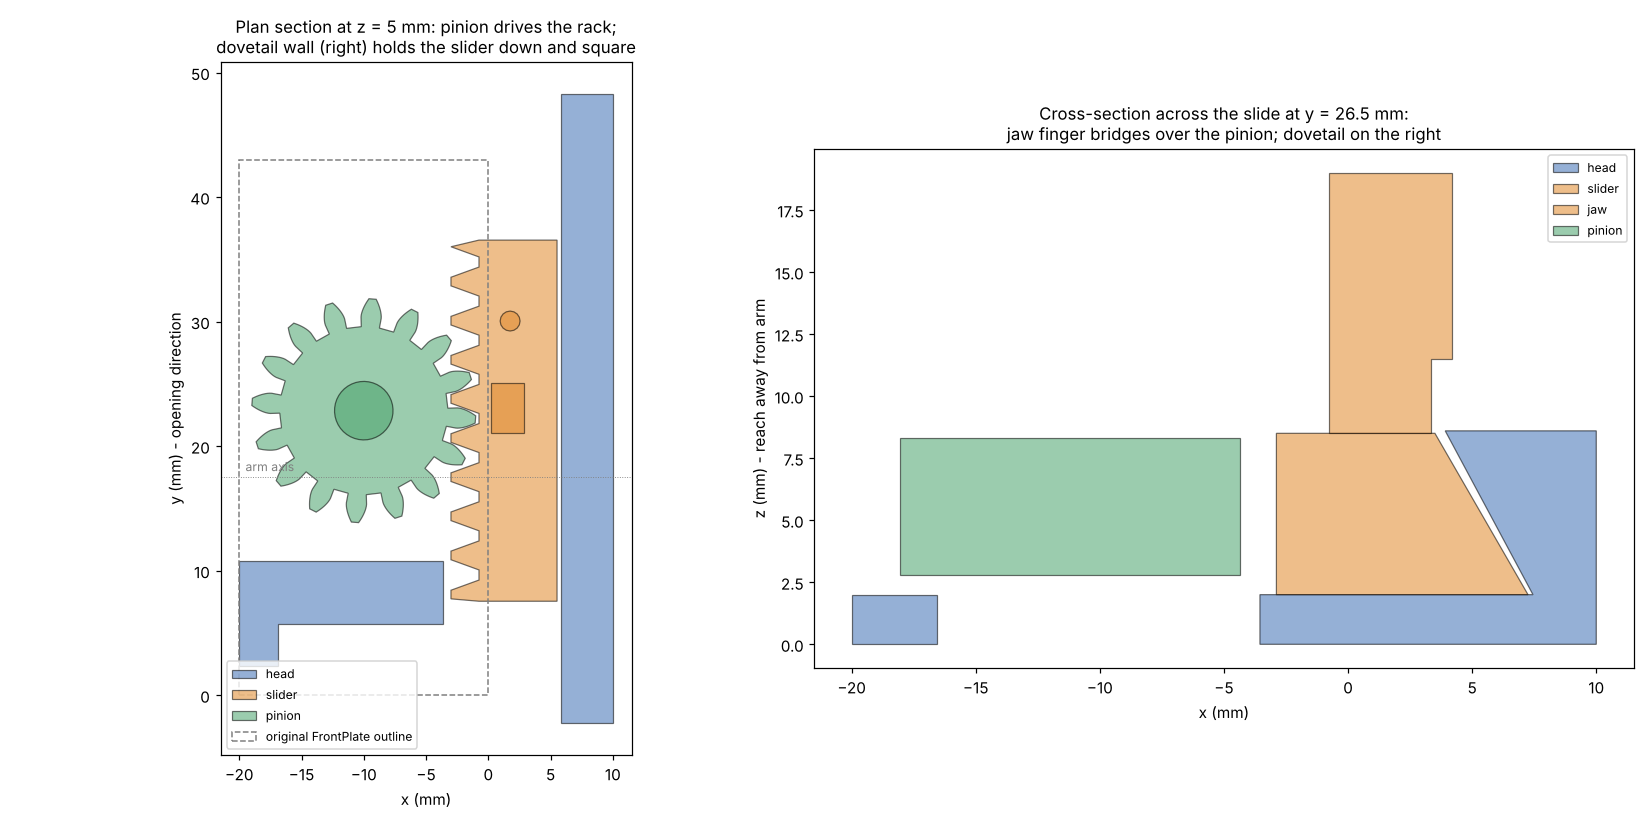 Plan section at z = 5 mm: pinion drives the rack;
dovetail wall (right) holds the slider down and square
50
40
30
20
10
0
y (mm) - opening direction
arm axis
head
slider
pinion
original FrontPlate outline
−20
−15
−10
−5
0
5
10
x (mm)
Cross-section across the slide at y = 26.5 mm:
jaw finger bridges over the pinion; dovetail on the right
17.5
15.0
12.5
10.0
7.5
5.0
2.5
0.0
z (mm) - reach away from arm
head
slider
jaw
pinion
−20
−15
−10
−5
0
5
10
x (mm)